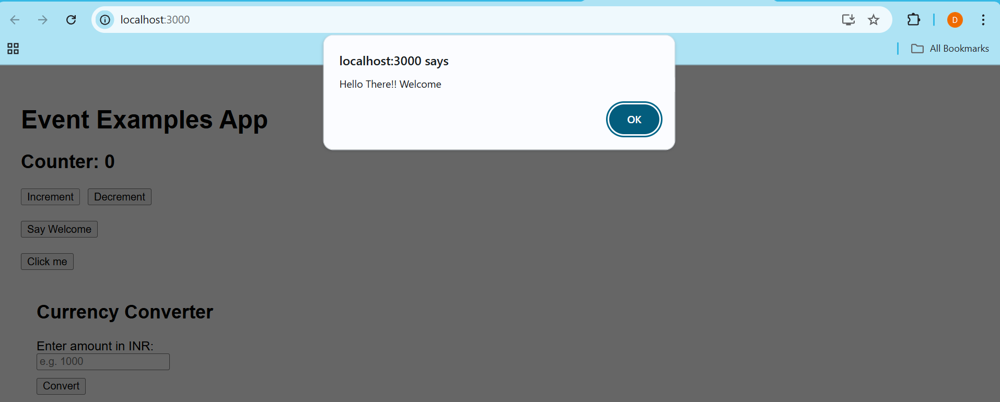 localhost:3000
All Bookmarks
localhost:3000 says
Hello There!! Welcome
OK
Event Examples App
Counter: 0
Increment Decrement
Say Welcome
Click me
Currency Converter
Enter amount in INR:
e.g. 1000
Convert
D